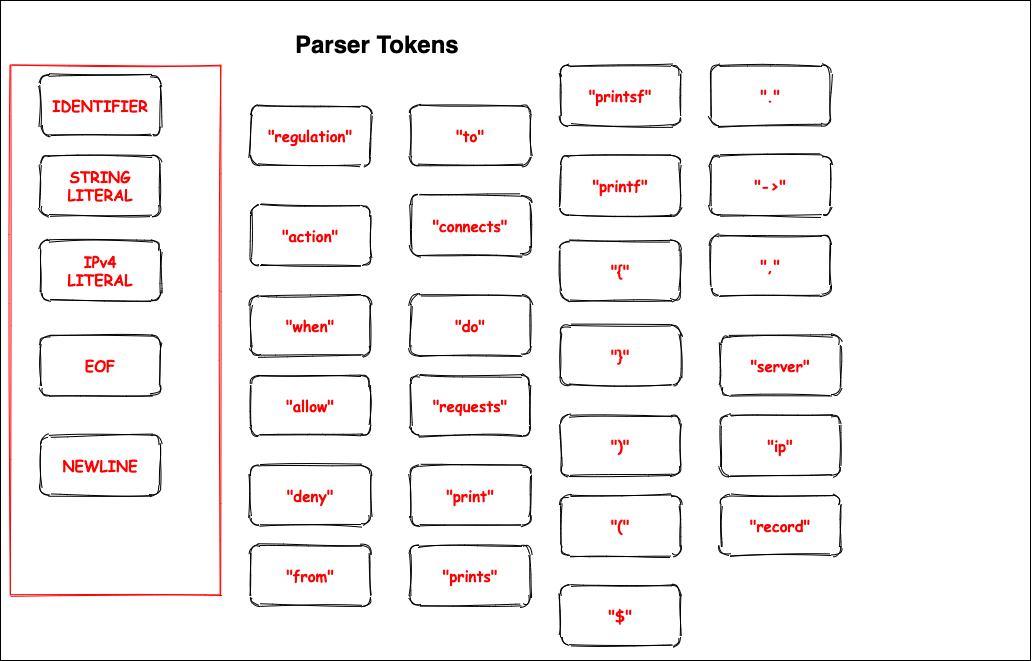 Parser Tokens
IDENTIFIER
STRING
LITERAL
IPv4
LITERAL
EOF
NEWLINE
"regulation"
"action"
"when"
"allow"
"deny"
"from"
"to"
"connects"
"do"
"requests"
"print"
"prints"
"printsf"
"printf"
"{"
"}"
")"
"("
"$"
"."
"->"
","
"server"
"ip"
"record"